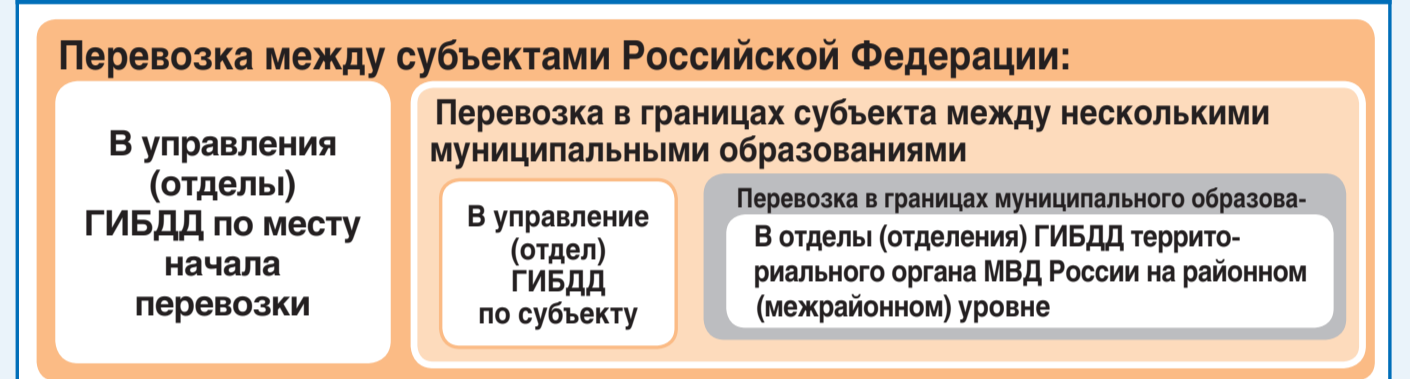 Перевозка между субъектами Российской Федерации:
В управления
(отделы)
ГИБДД по месту
начала
перевозки
Перевозка в границах субъекта между несколькими
муниципальными образованиями
В управление
(отдел)
ГИБДД
по субъекту
Перевозка в границах муниципального образова-
В отделы (отделения) ГИБДД террито-
риального органа МВД России на районном
(межрайонном) уровне